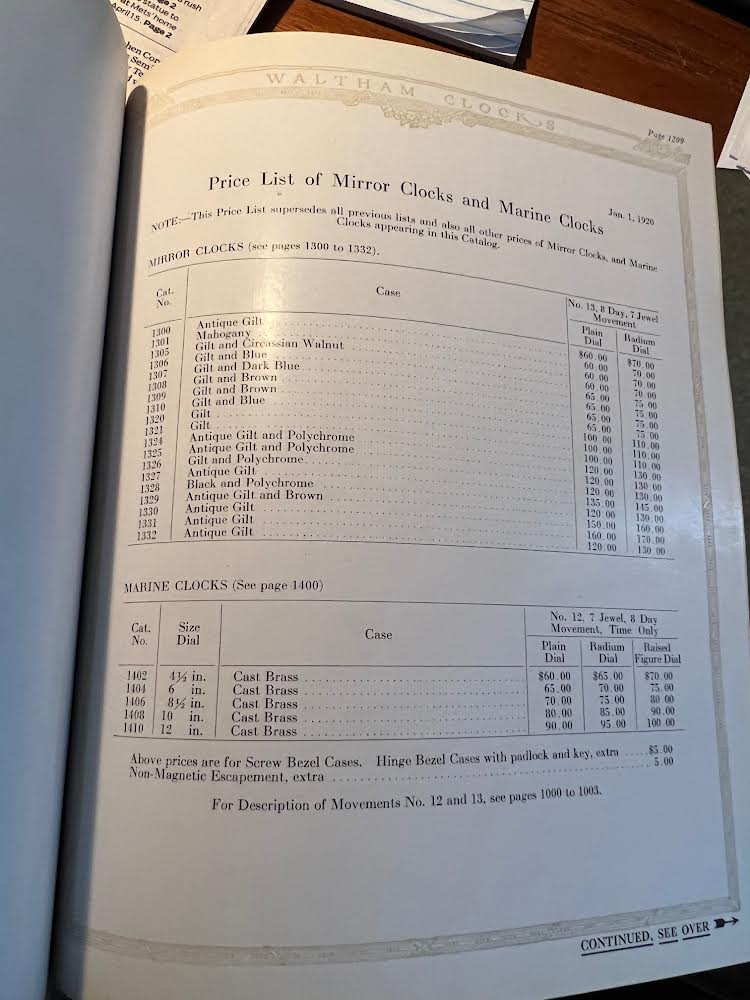 Page 2
rush
statue to
at Mets' home
April 15. Page 2
WALTHAM CLOCKS
Page 1299
Price List of Mirror Clocks and Marine Clocks
Jan. 1, 1920
NOTE:—This Price List supersedes all previous lists and also all other prices of Mirror Clocks, and Marine
Clocks appearing in this Catalog.
MIRROR CLOCKS (see pages 1300 to 1332).
Cat. No. Case No. 13, 8 Day, 7 Jewel Movement
Plain Dial Radium Dial
1300 Antique Gilt $60.00 $70.00
1301 Mahogany 60.00 70.00
1305 Gilt and Circassian Walnut 60.00 70.00
1306 Gilt and Blue 60.00 70.00
1307 Gilt and Dark Blue 65.00 75.00
1308 Gilt and Brown 65.00 75.00
1309 Gilt and Brown 65.00 75.00
1310 Gilt and Blue 65.00 75.00
1320 Gilt 100.00 110.00
1321 Gilt 100.00 110.00
1324 Antique Gilt and Polychrome 100.00 110.00
1325 Antique Gilt and Polychrome 120.00 130.00
1326 Gilt and Polychrome 120.00 130.00
1327 Antique Gilt 120.00 130.00
1328 Black and Polychrome 135.00 145.00
1329 Antique Gilt and Brown 120.00 130.00
1330 Antique Gilt 150.00 160.00
1331 Antique Gilt 160.00 170.00
1332 Antique Gilt 120.00 130.00
MARINE CLOCKS (See page 1400)
Cat. No. Size Dial Case No. 12, 7 Jewel, 8 Day Movement, Time Only
Plain Dial Radium Dial Raised Figure Dial
1402 4½ in. Cast Brass $60.00 $65.00 $70.00
1404 6 in. Cast Brass 65.00 70.00 75.00
1406 8½ in. Cast Brass 70.00 75.00 80.00
1408 10 in. Cast Brass 80.00 85.00 90.00
1410 12 in. Cast Brass 90.00 95.00 100.00
Above prices are for Screw Bezel Cases. Hinge Bezel Cases with padlock and key, extra .....$5.00
Non-Magnetic Escapement, extra 5.00
For Description of Movements No. 12 and 13, see pages 1000 to 1003.
CONTINUED, SEE OVER